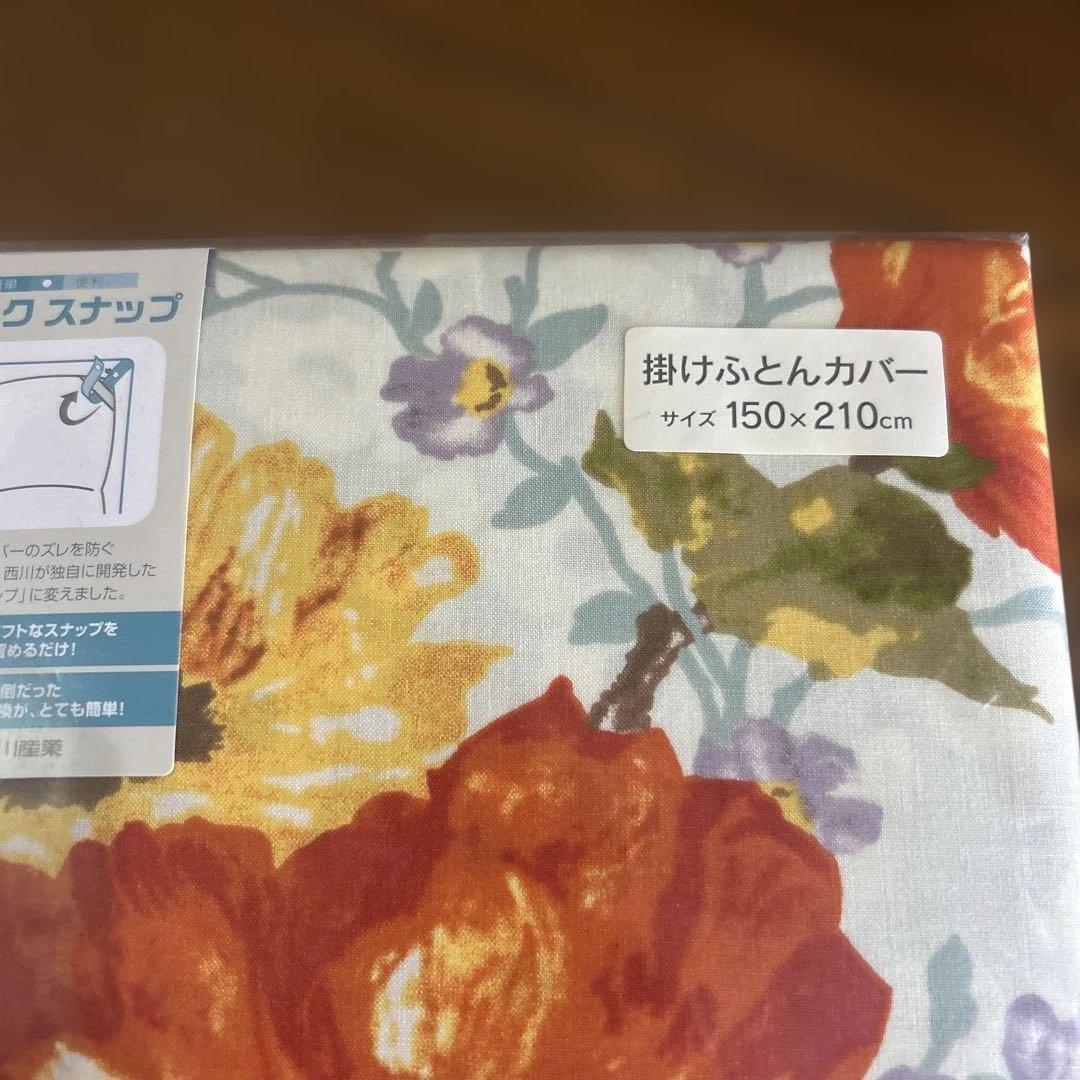 便利
クスナップ
バーのズレを防ぐ
西川が独自に開発した
ップ」に変えました。
フトなスナップを
留めるだけ!
倒だった
換が、とても簡単!
川産業
掛けふとんカバー
サイズ 150×210cm